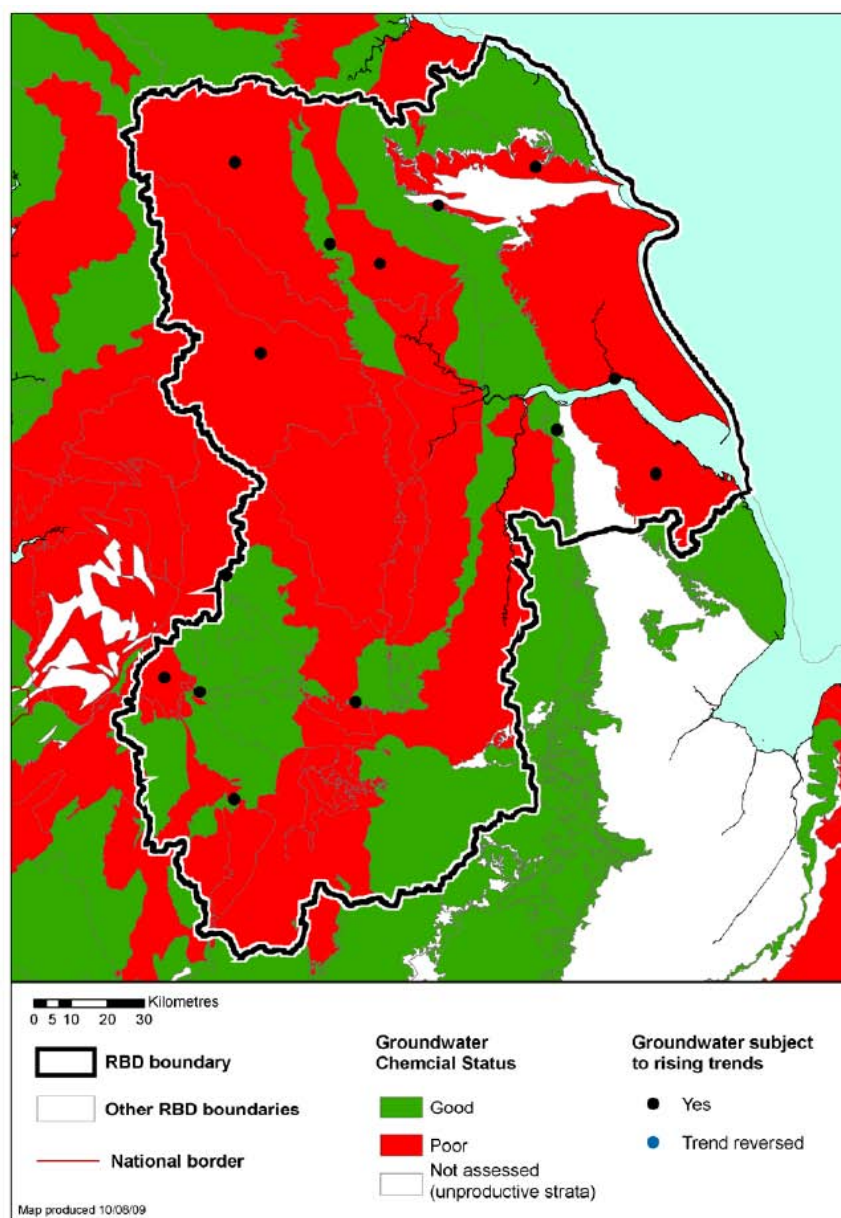 Kilometres
0 5 10 20 30
RBD boundary
Other RBD boundaries
National border
Groundwater
Chemcial Status
Good
Poor
Not assessed
(unproductive strata)
Groundwater subject
to rising trends
Yes
Trend reversed
Map produced 10/08/09